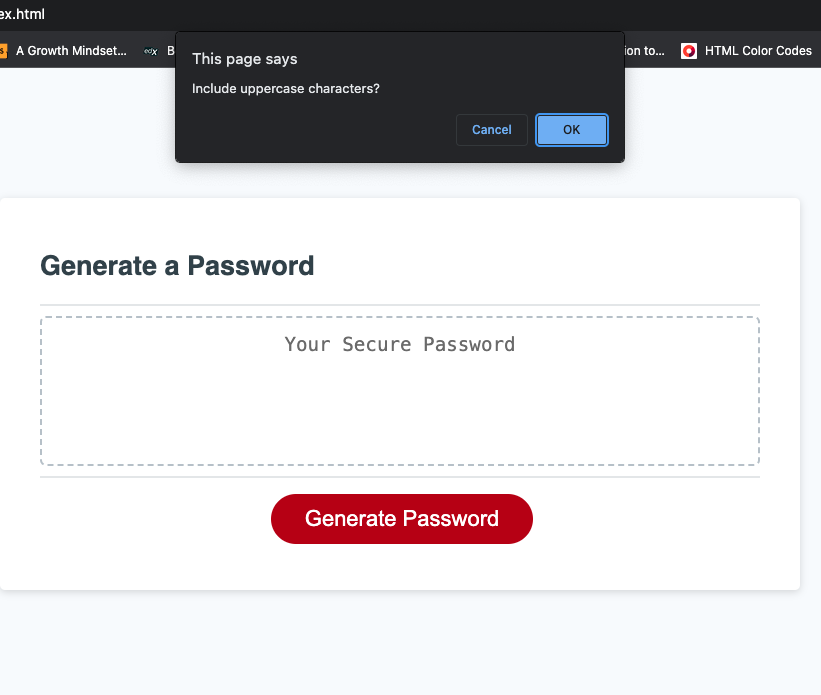 ex.html
A Growth Mindset...
edX
B
ion to...
HTML Color Codes
This page says
Include uppercase characters?
Cancel
OK
Generate a Password
Your Secure Password
Generate Password